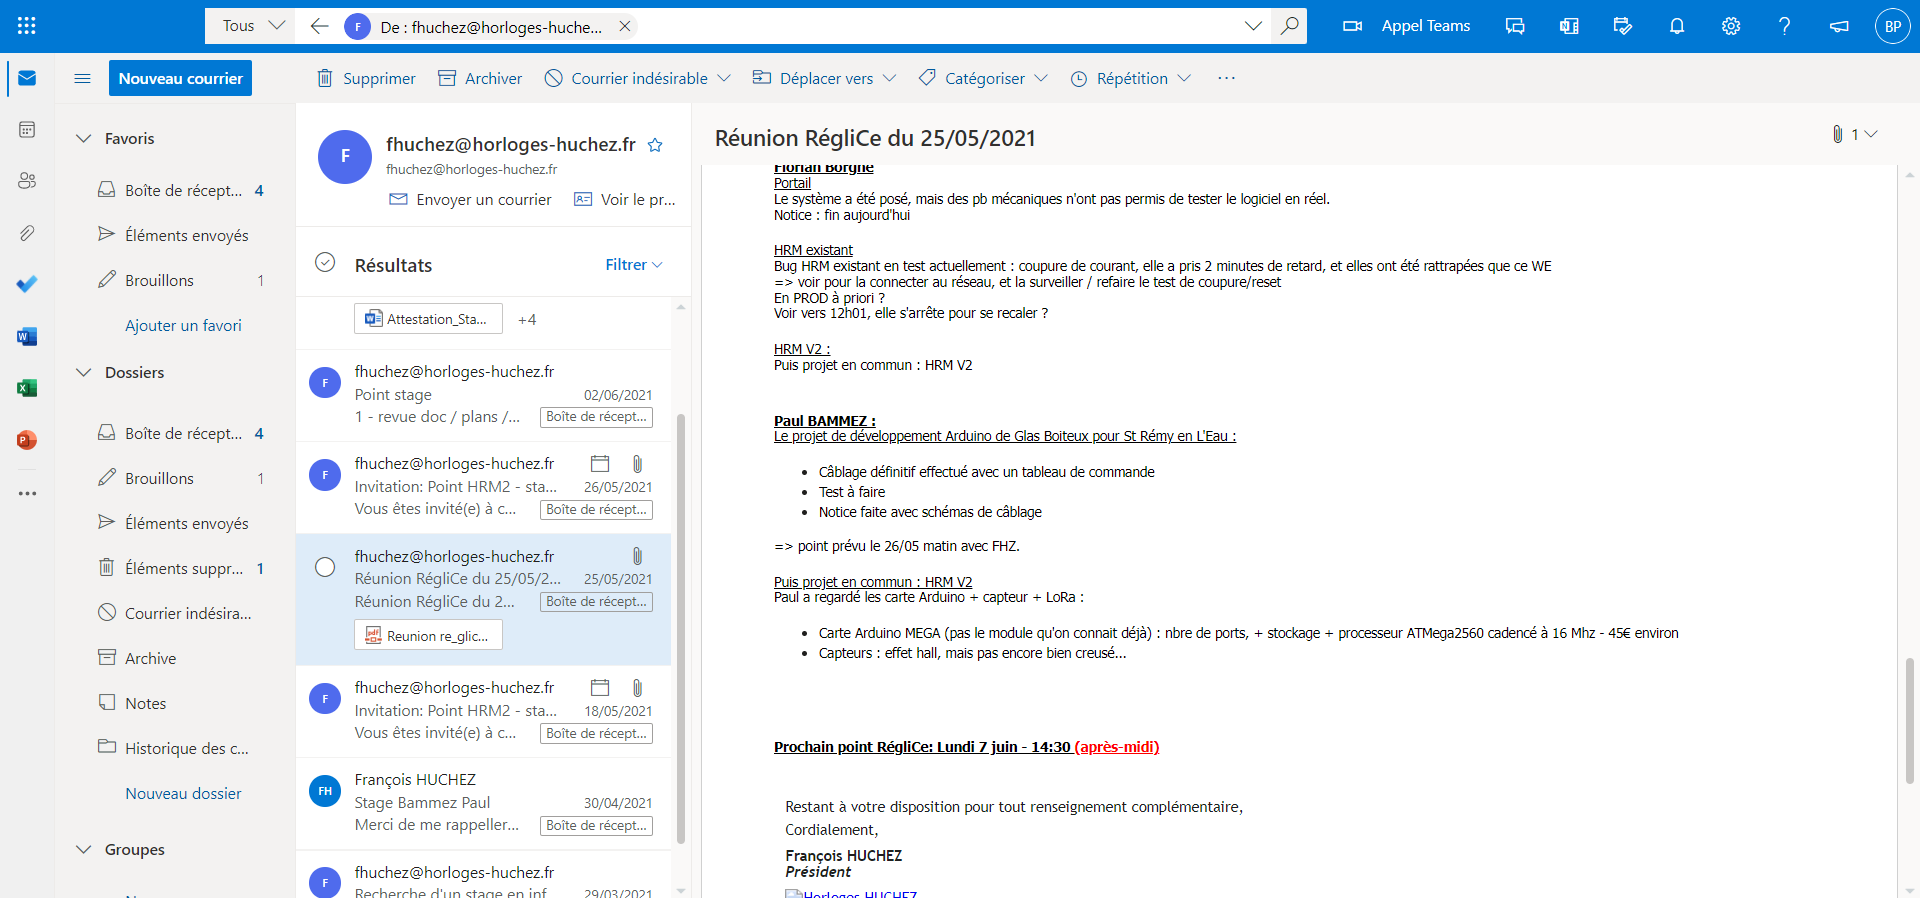 Tous
F De : fhuchez@horloges-huche...
Appel Teams
BP
Nouveau courrier
Supprimer
Archiver
Courrier indésirable
Déplacer vers
Catégoriser
Répétition
Favoris
Boîte de récept... 4
Éléments envoyés
Brouillons 1
Ajouter un favori
Dossiers
Boîte de récept... 4
Brouillons 1
Éléments envoyés
Éléments suppr... 1
Courrier indésira...
Archive
Notes
Historique des c...
Nouveau dossier
Groupes
F
fhuchez@horloges-huchez.fr
fhuchez@horloges-huchez.fr
Envoyer un courrier
Voir le pr...
Résultats
Filtrer
Attestation_Sta...
+4
F
fhuchez@horloges-huchez.fr
Point stage 02/06/2021
1 - revue doc / plans /... Boîte de récept...
F
fhuchez@horloges-huchez.fr
Invitation: Point HRM2 - sta... 26/05/2021
Vous êtes invité(e) à c... Boîte de récept...
fhuchez@horloges-huchez.fr
Réunion RégliCe du 25/05/2... 25/05/2021
Réunion RégliCe du 2... Boîte de récept...
pdf Reunion re_glic...
F
fhuchez@horloges-huchez.fr
Invitation: Point HRM2 - sta... 18/05/2021
Vous êtes invité(e) à c... Boîte de récept...
FH
François HUCHEZ
Stage Bammez Paul 30/04/2021
Merci de me rappeller... Boîte de récept...
F
fhuchez@horloges-huchez.fr
Recherche d'un stage en inf... 29/03/2021
Réunion RégliCe du 25/05/2021
1
Florian Borgne
Portail
Le système a été posé, mais des pb mécaniques n'ont pas permis de tester le logiciel en réel.
Notice : fin aujourd'hui
HRM existant
Bug HRM existant en test actuellement : coupure de courant, elle a pris 2 minutes de retard, et elles ont été rattrapées que ce WE
=> voir pour la connecter au réseau, et la surveiller / refaire le test de coupure/reset
En PROD à priori ?
Voir vers 12h01, elle s'arrête pour se recaler ?
HRM V2 :
Puis projet en commun : HRM V2
Paul BAMMEZ :
Le projet de développement Arduino de Glas Boiteux pour St Rémy en L'Eau :
• Câblage définitif effectué avec un tableau de commande
• Test à faire
• Notice faite avec schémas de câblage
=> point prévu le 26/05 matin avec FHZ.
Puis projet en commun : HRM V2
Paul a regardé les carte Arduino + capteur + LoRa :
• Carte Arduino MEGA (pas le module qu'on connait déjà) : nbre de ports, + stockage + processeur ATMega2560 cadencé à 16 Mhz - 45€ environ
• Capteurs : effet hall, mais pas encore bien creusé...
Prochain point RégliCe: Lundi 7 juin - 14:30 (après-midi)
Restant à votre disposition pour tout renseignement complémentaire,
Cordialement,
François HUCHEZ
Président
Horloges HUCHEZ